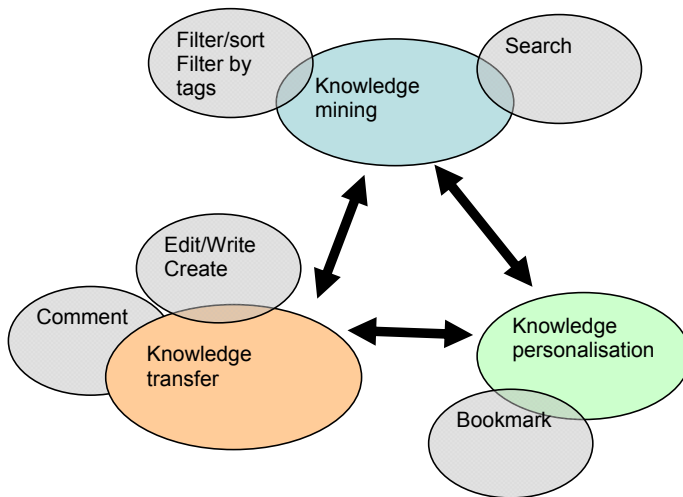 Filter/sort
Filter by
tags
Search
Knowledge
mining
Edit/Write
Create
Comment
Knowledge
transfer
Knowledge
personalisation
Bookmark